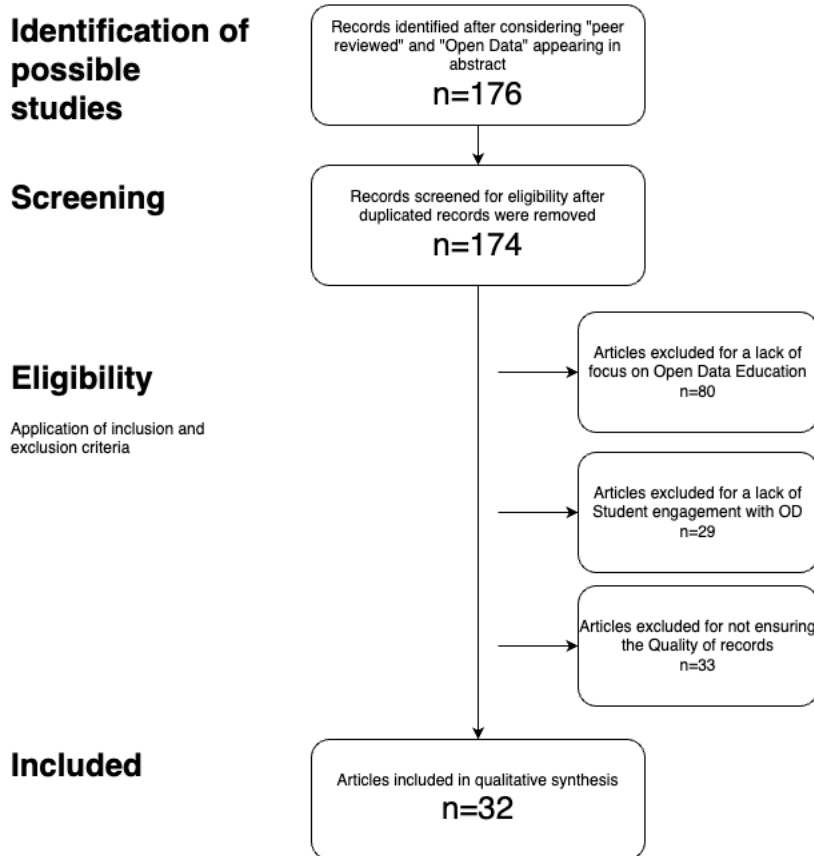 Identification of
possible
studies
Records identified after considering "peer
reviewed" and "Open Data" appearing in
abstract
n=176
Screening
Records screened for eligibility after
duplicated records were removed
n=174
Eligibility
Application of inclusion and
exclusion criteria
Articles excluded for a lack of
focus on Open Data Education
n=80
Articles excluded for a lack of
Student engagement with OD
n=29
Articles excluded for not ensuring
the Quality of records
n=33
Included
Articles included in qualitative synthesis
n=32